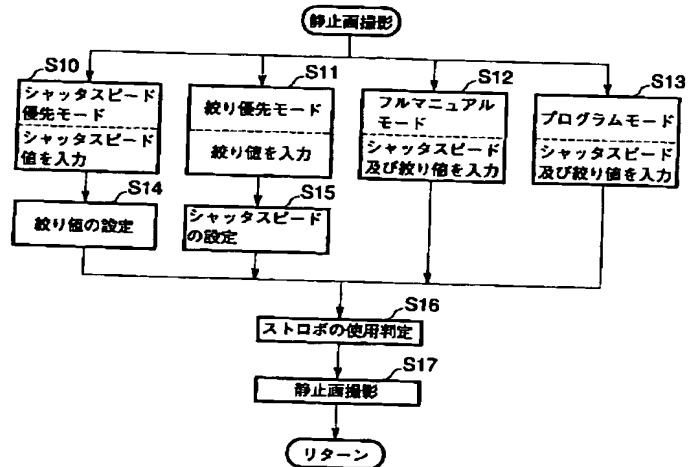 静止画撮影
S10
シャッタスピード
優先モード
シャッタスピード
値を入力
S11
絞り優先モード
絞り値を入力
S12
フルマニュアル
モード
シャッタスピード
及び絞り値を入力
S13
プログラムモード
シャッタスピード
及び絞り値を入力
S14
絞り値の設定
S15
シャッタスピード
の設定
S16
ストロボの使用判定
S17
静止画撮影
リターン